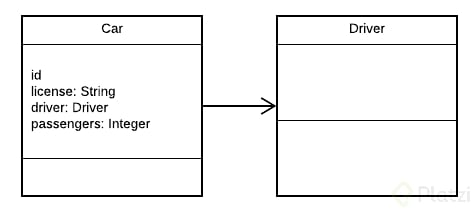 Car
Driver
id
license: String
driver: Driver
passengers: Integer
Platzi